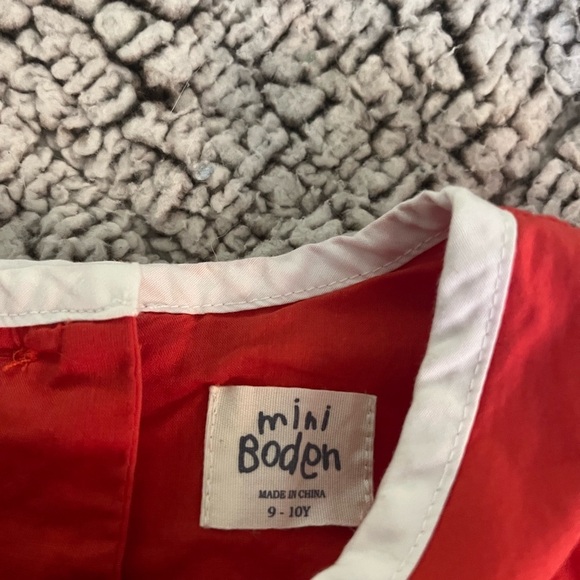 mini
Boden
MADE IN CHINA
9 - 10Y